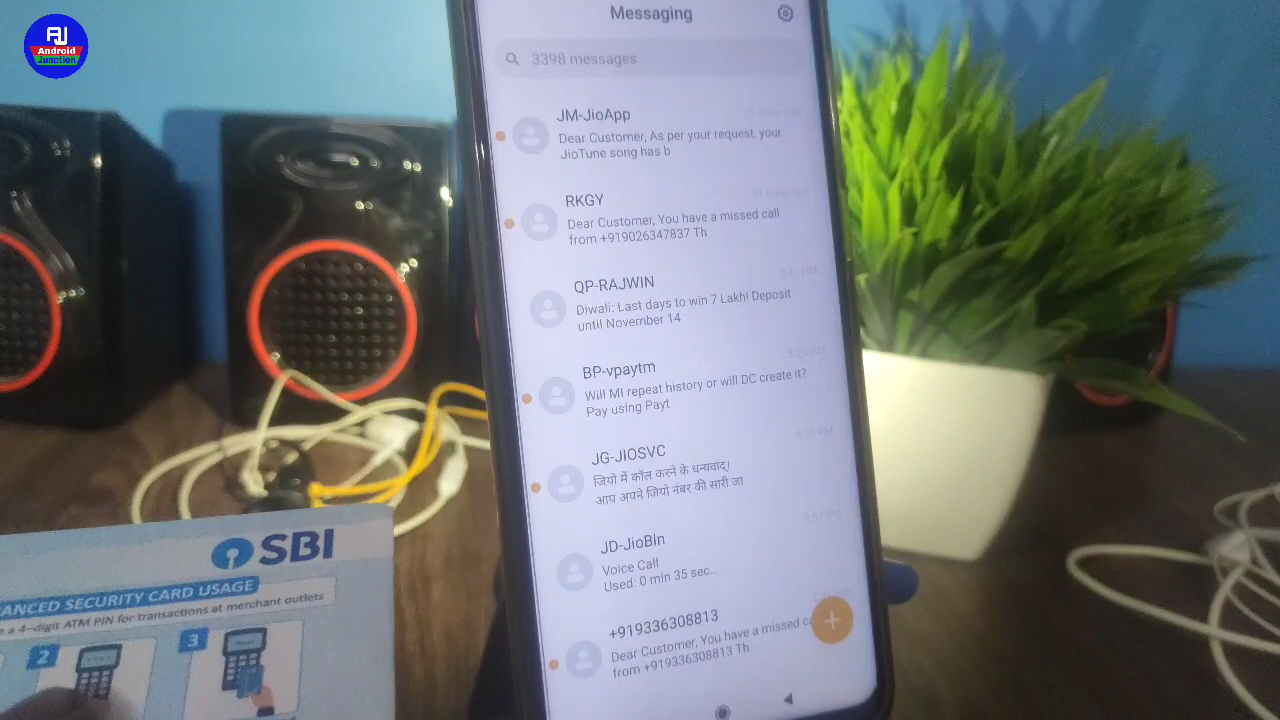 AJ
Android
Junction
Messaging
3398 messages
JM-JioApp
Dear Customer, As per your request, your
JioTune song has b
RKGY
Dear Customer, You have a missed call
from +919026347837 Th
QP-RAJWIN
Diwali: Last days to win 7 Lakh! Deposit
until November 14
BP-vpaytm
Will MI repeat history or will DC create it?
Pay using Payt
JG-JIOSVC
जियो में कॉल करने के धन्यवाद्।
आप अपने जियो नंबर की सारी जा
JD-JioBln
Voice Call
Used: 0 min 35 sec...
+919336308813
Dear Customer, You have a missed ca
from +919336308813 Th
SBI
ANCED SECURITY CARD USAGE
e a 4-digit ATM PIN for transactions at merchant outlets
2
3